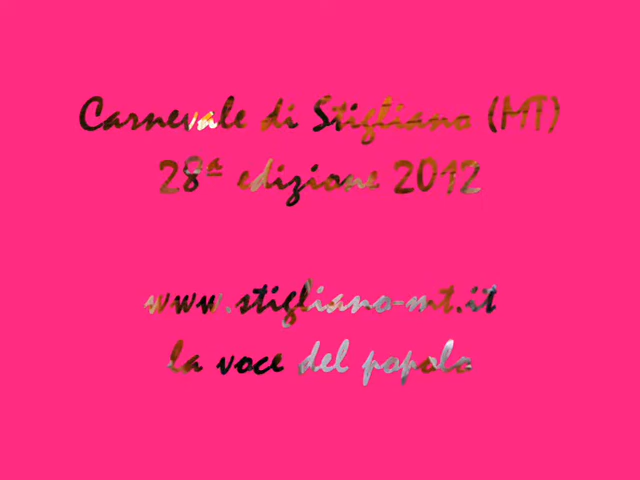 Carnevale di Stigliano (MT)
28ª edizione 2012
www.stigliano-mt.it
la voce del popolo